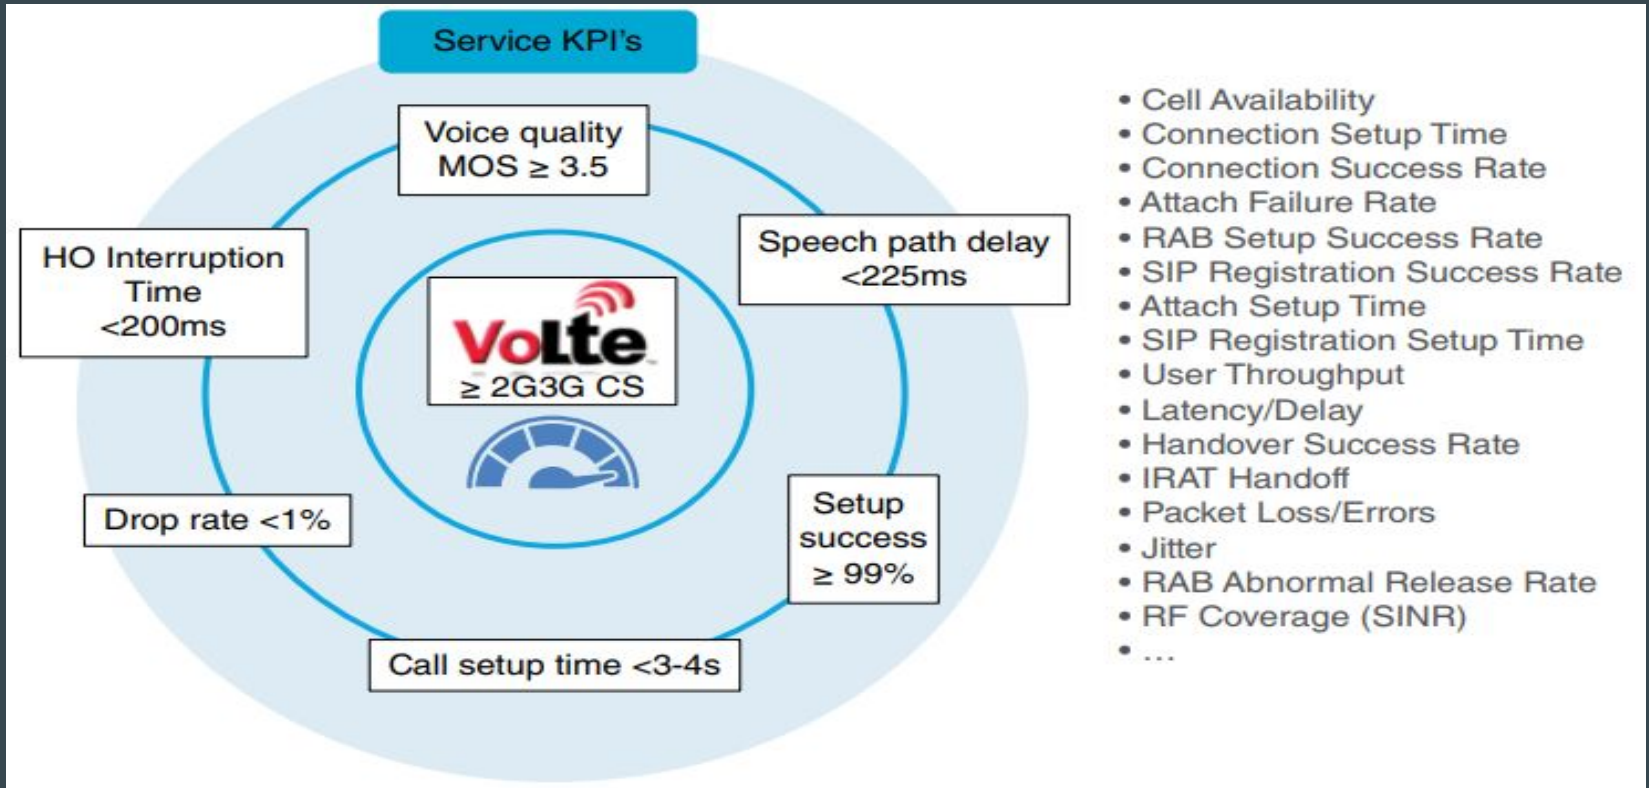 Service KPI's
Voice quality
MOS ≥ 3.5
HO Interruption
Time
<200ms
Speech path delay
<225ms
VoLte
≥ 2G3G CS
Drop rate <1%
Setup
success
≥ 99%
Call setup time <3-4s
• Cell Availability
• Connection Setup Time
• Connection Success Rate
• Attach Failure Rate
• RAB Setup Success Rate
• SIP Registration Success Rate
• Attach Setup Time
• SIP Registration Setup Time
• User Throughput
• Latency/Delay
• Handover Success Rate
• IRAT Handoff
• Packet Loss/Errors
• Jitter
• RAB Abnormal Release Rate
• RF Coverage (SINR)
• ...